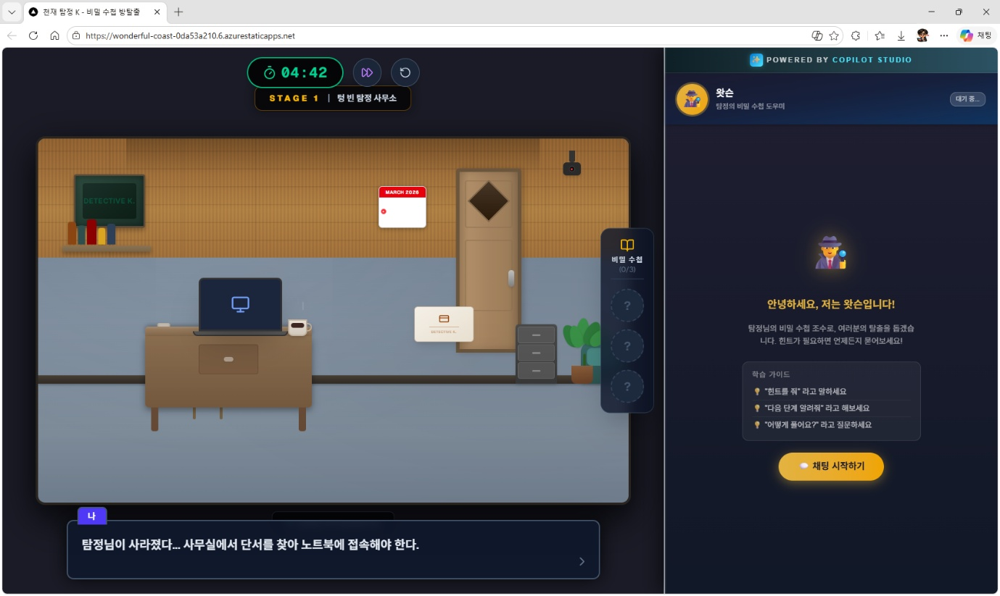 천재 탐정 K - 비밀 수첩 방탈출
https://wonderful-coast-0da53a210.6.azurestaticapps.net
채팅
04:42
STAGE 1 | 텅 빈 탐정 사무소
DETECTIVE K.
MARCH 2026
DETECTIVE K.
비밀 수첩
(0/3)
?
?
?
나
탐정님이 사라졌다... 사무실에서 단서를 찾아 노트북에 접속해야 한다.
POWERED BY COPILOT STUDIO
왓슨
탐정의 비밀 수첩 도우미
대기 중...
안녕하세요, 저는 왓슨입니다!
탐정님의 비밀 수첩 조수로, 여러분의 탈출을 돕겠습
니다. 힌트가 필요하면 언제든지 물어보세요!
학습 가이드
"힌트를 줘" 라고 말하세요
"다음 단계 알려줘" 라고 해보세요
"어떻게 풀어요?" 라고 질문하세요
채팅 시작하기